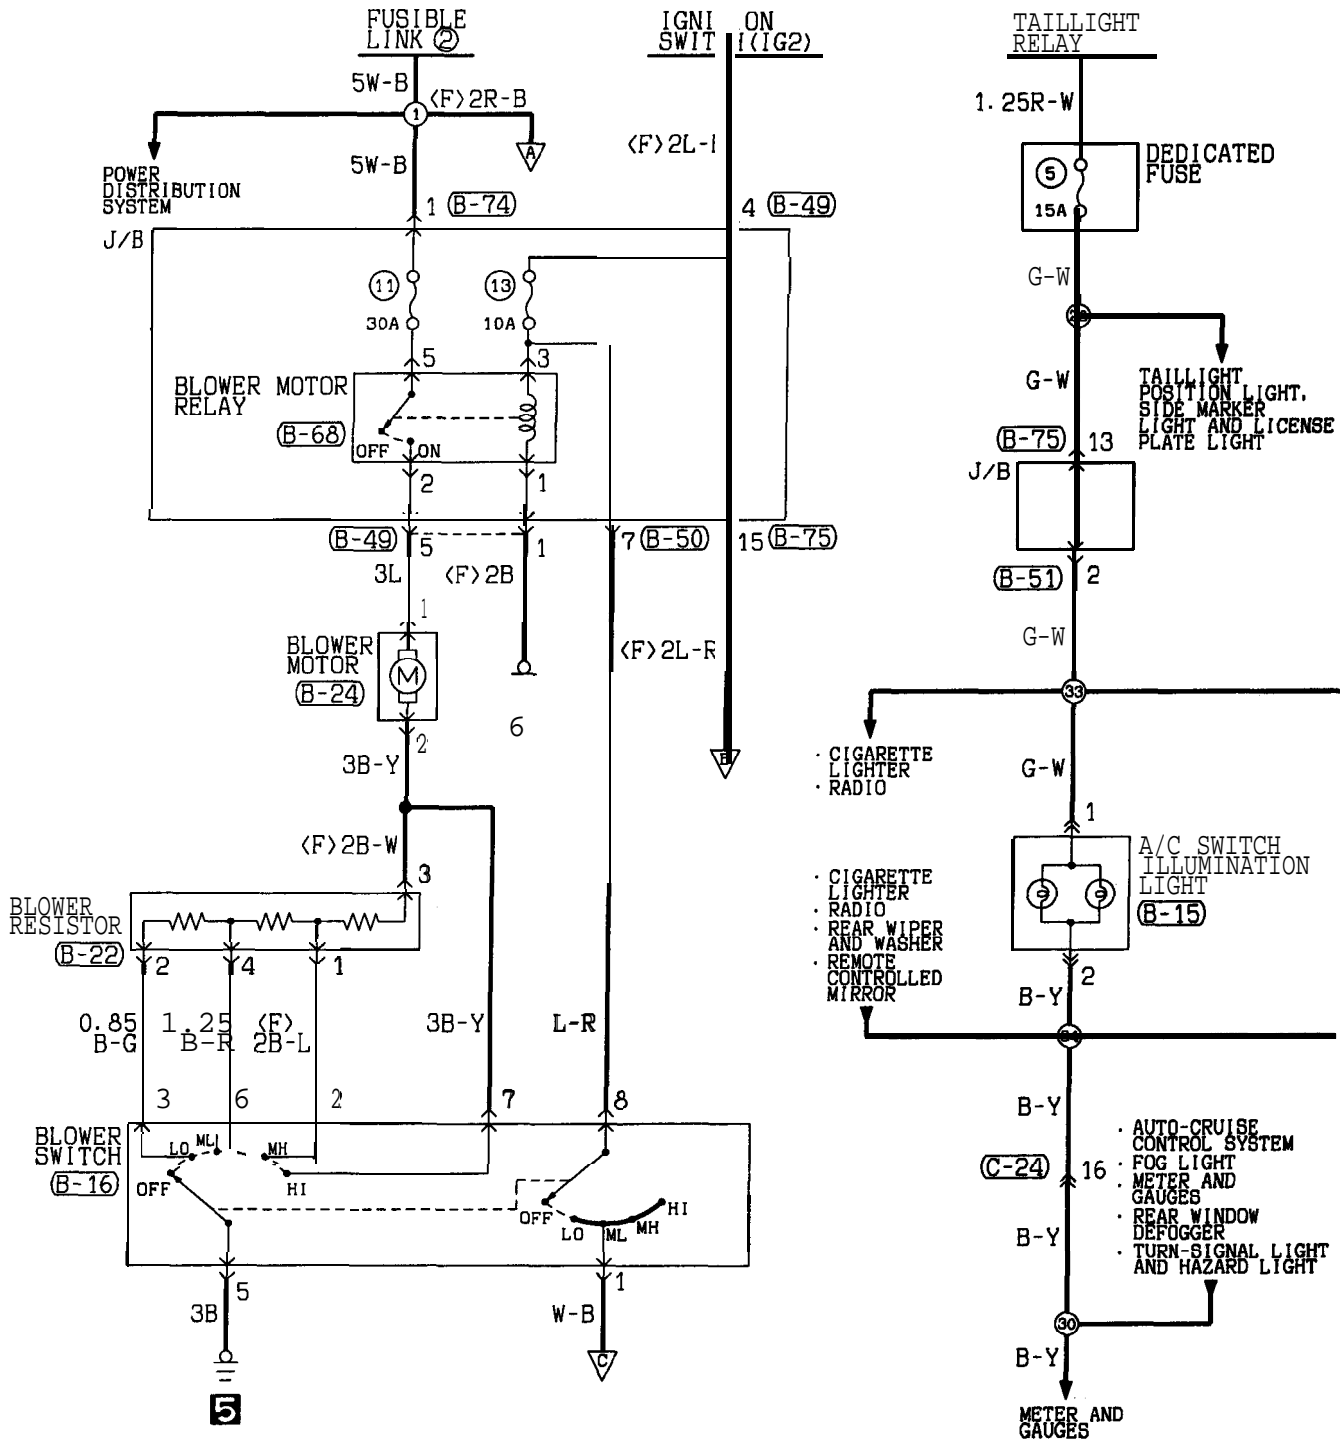 FUSIBLE
LINK ②
IGNI ON
SWIT (IG2)
TAILLIGHT
RELAY
5W-B
<F>2R-B
1
1.25R-W
A
<F>2L-
5W-B
POWER
DISTRIBUTION
SYSTEM
DEDICATED
FUSE
5
15A
1 B-74
4 B-49
J/B
G-W
11
13
30A
10A
5
3
BLOWER MOTOR
RELAY
B-68
OFF
ON
G-W
TAILLIGHT
POSITION LIGHT,
SIDE MARKER
LIGHT AND LICENSE
PLATE LIGHT
B-75 13
J/B
2
1
B-49 5
1
7 B-50
15 B-75
3L
<F>2B
B-51 2
1
BLOWER
MOTOR
B-24
M
<F>2L-R
G-W
33
6
2
3B-Y
B
· CIGARETTE
LIGHTER
· RADIO
G-W
1
<F>2B-W
3
A/C SWITCH
ILLUMINATION
LIGHT
B-15
BLOWER
RESISTOR
B-22
2
4
1
· CIGARETTE
LIGHTER
· RADIO
· REAR WIPER
AND WASHER
· REMOTE
CONTROLLED
MIRROR
2
B-Y
0.85
B-G
1.25
B-R
<F>
2B-L
3B-Y
L-R
34
3
6
2
7
8
B-Y
BLOWER
SWITCH
B-16
LO
ML
MH
OFF
HI
OFF
LO
ML
MH
HI
C-24 16
· AUTO-CRUISE
CONTROL SYSTEM
· FOG LIGHT
· METER AND
GAUGES
· REAR WINDOW
DEFOGGER
· TURN-SIGNAL LIGHT
AND HAZARD LIGHT
B-Y
5
1
3B
W-B
30
C
B-Y
5
METER AND
GAUGES